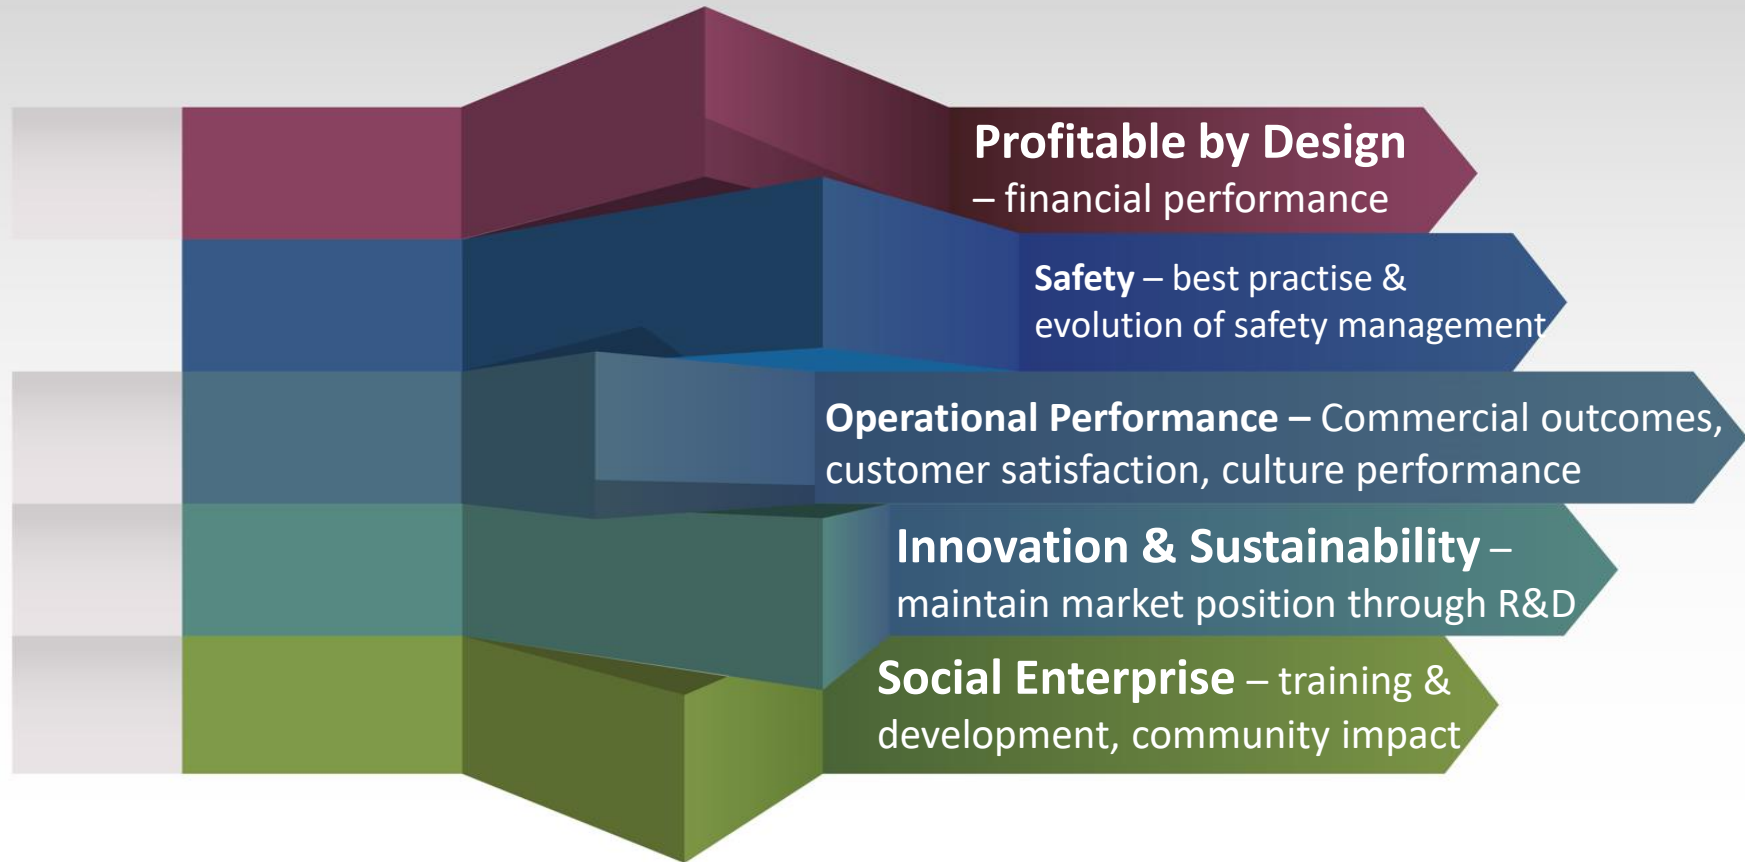 Profitable by Design
– financial performance
Safety – best practise &
evolution of safety management
Operational Performance – Commercial outcomes,
customer satisfaction, culture performance
Innovation & Sustainability –
maintain market position through R&D
Social Enterprise – training &
development, community impact